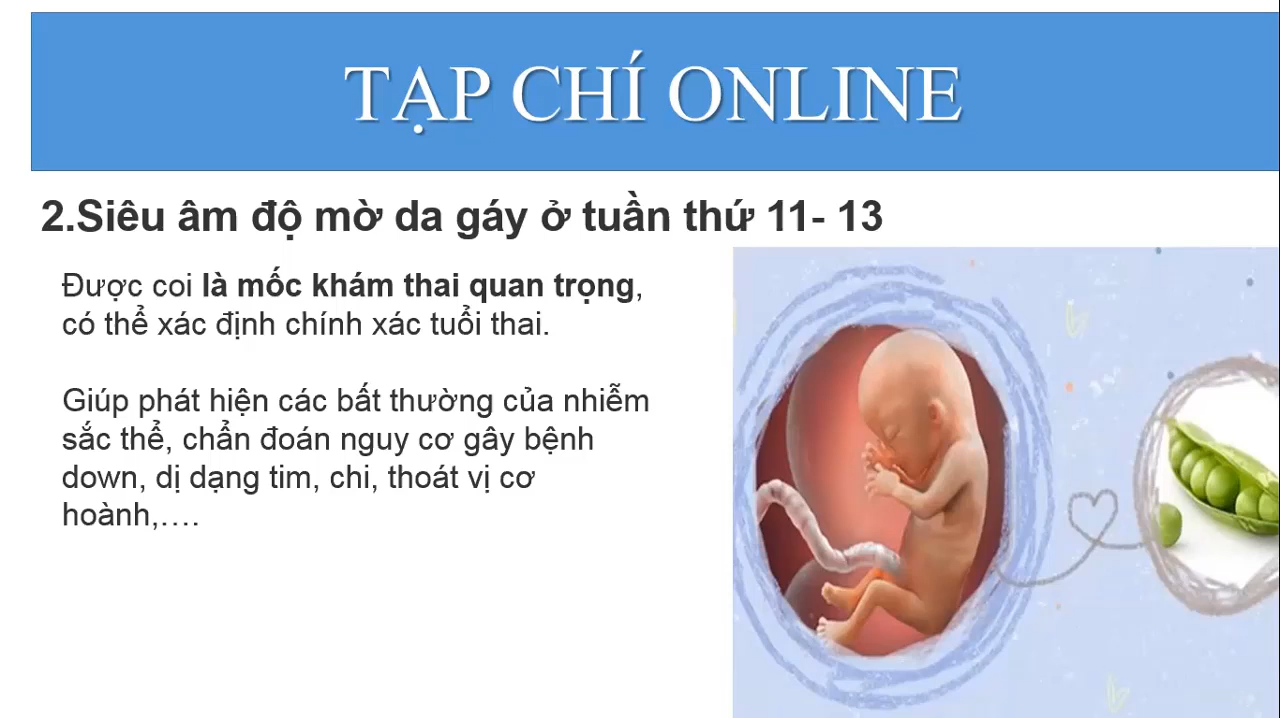 TẠP CHÍ ONLINE
2.Siêu âm độ mờ da gáy ở tuần thứ 11- 13
Được coi là mốc khám thai quan trọng,
có thể xác định chính xác tuổi thai.
Giúp phát hiện các bất thường của nhiễm
sắc thể, chẩn đoán nguy cơ gây bệnh
down, dị dạng tim, chi, thoát vị cơ
hoành,….